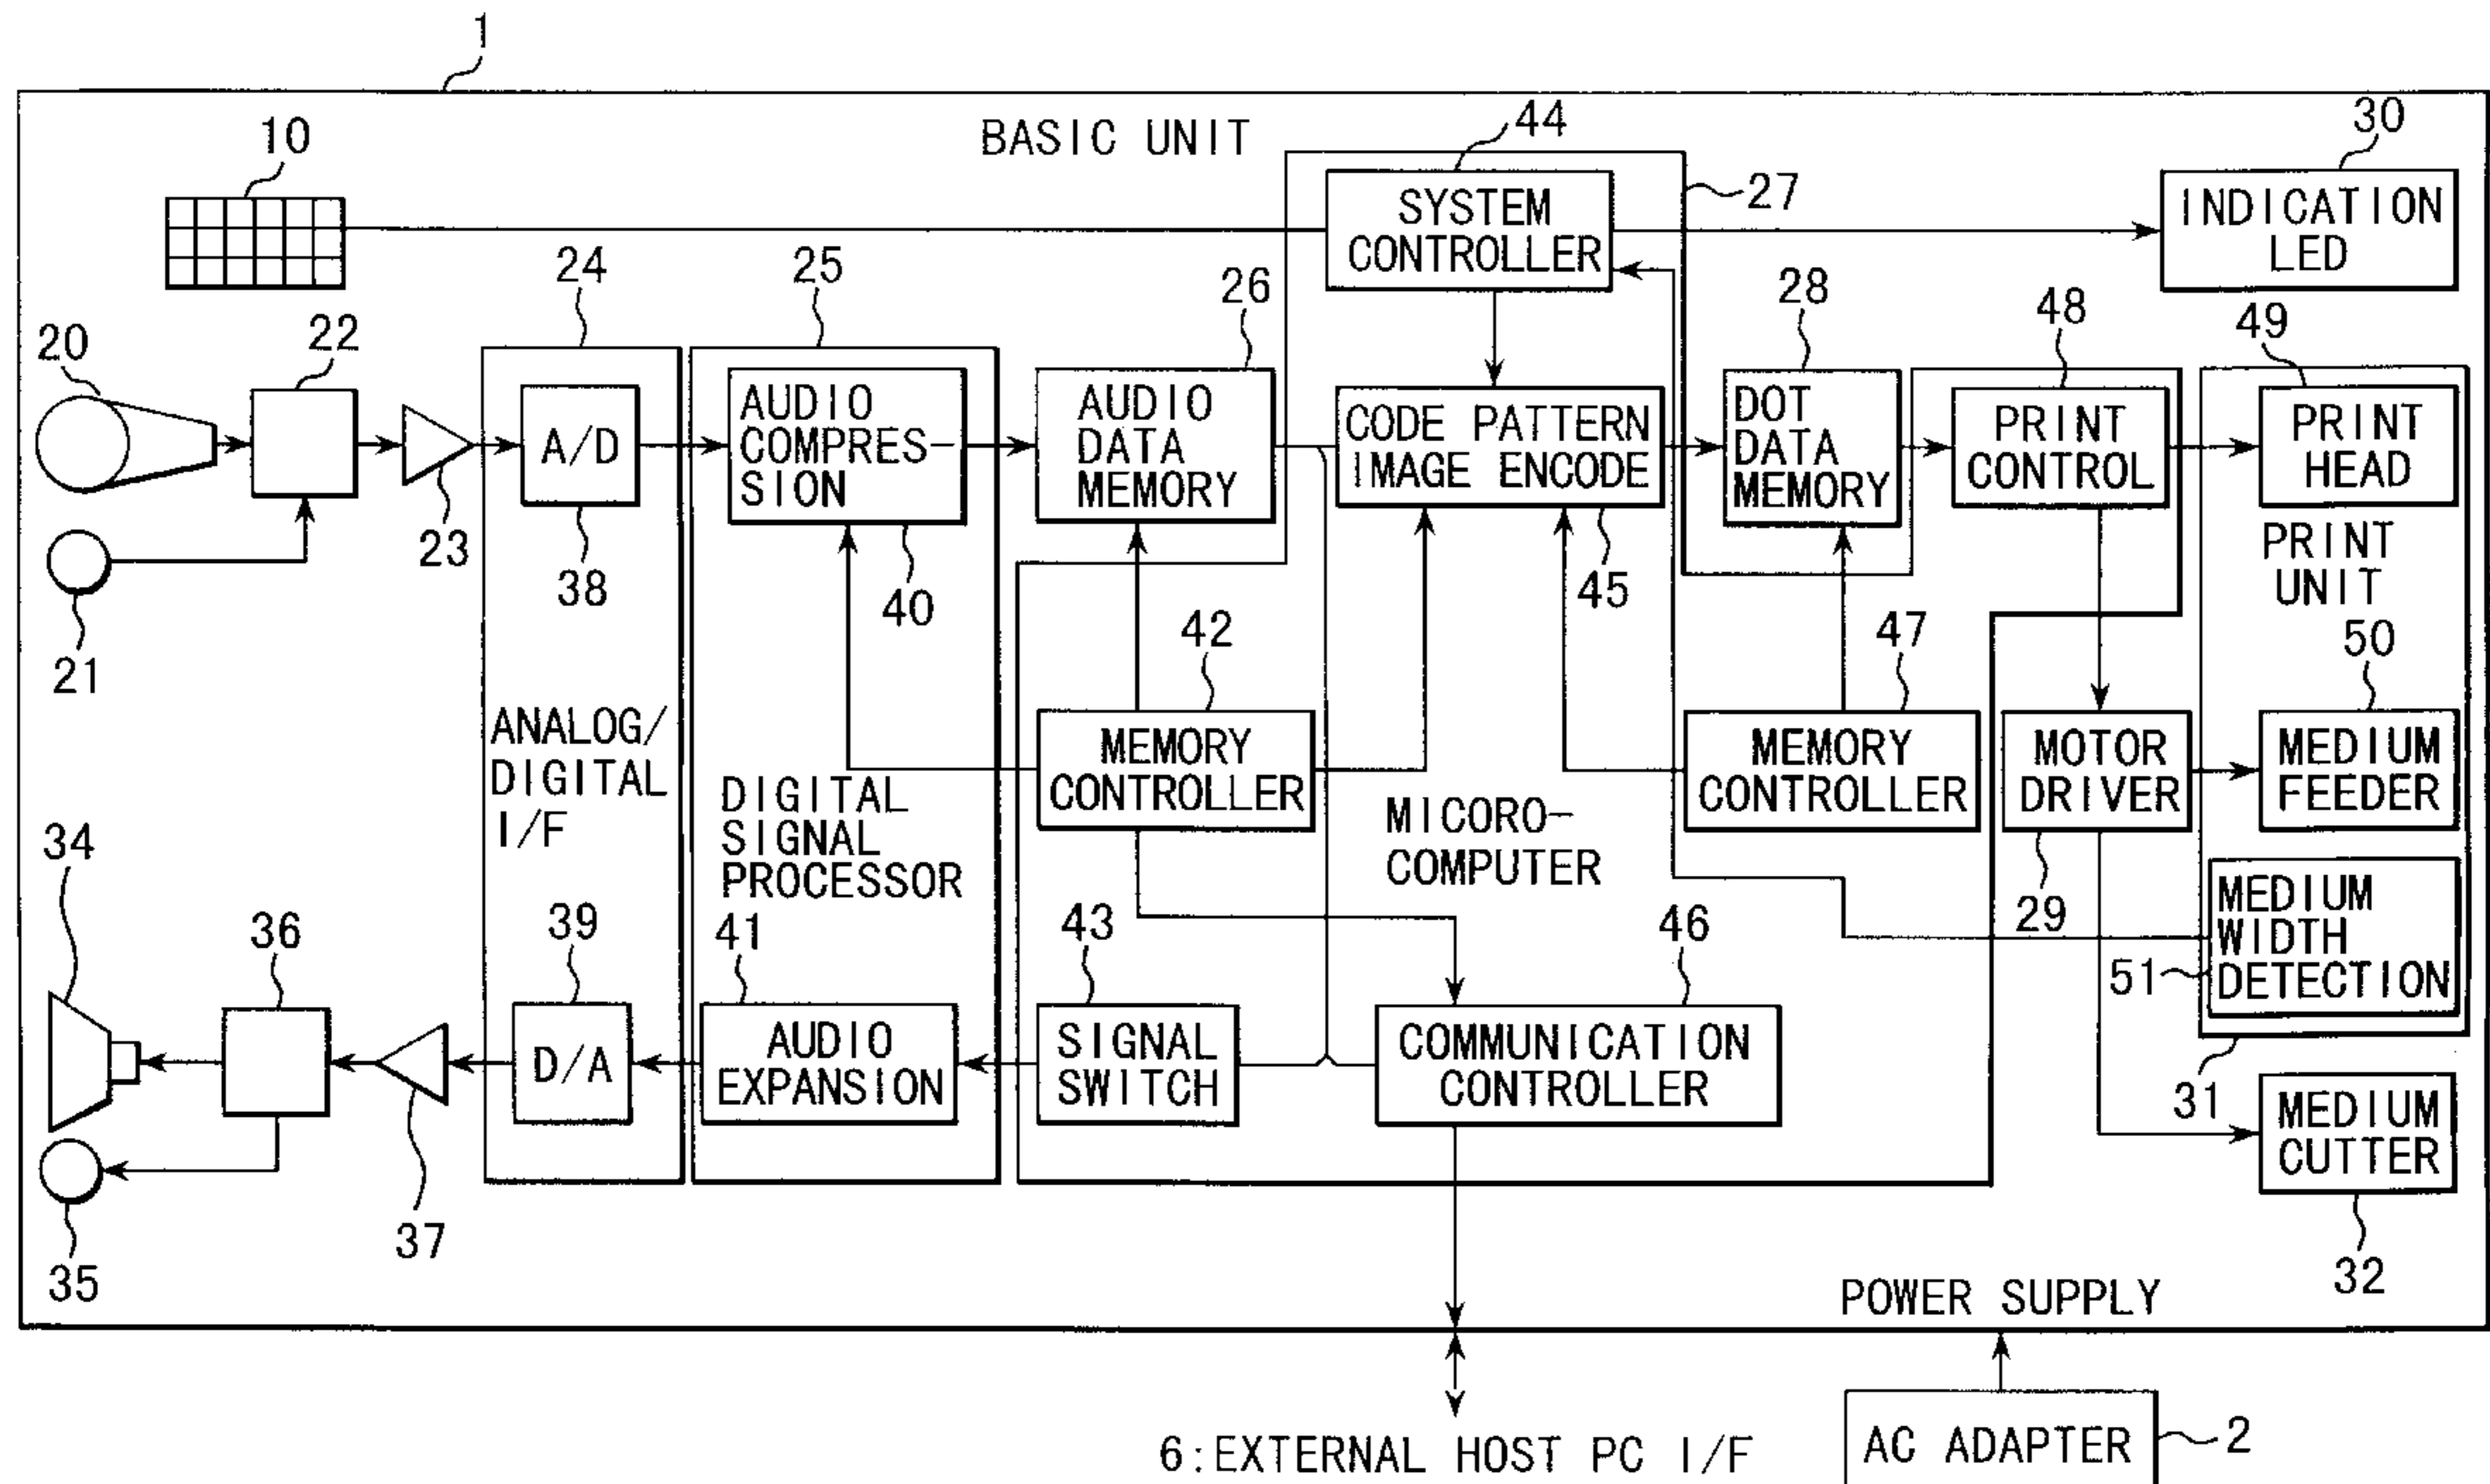 1
BASIC UNIT
10
44
27
30
SYSTEM
CONTROLLER
INDICATION
LED
24
25
26
28
48
49
20
22
A/D
AUDIO
COMPRES-
SION
AUDIO
DATA
MEMORY
CODE PATTERN
IMAGE ENCODE
DOT
DATA
MEMORY
PRINT
CONTROL
PRINT
HEAD
23
38
40
45
PRINT
UNIT
21
42
47
50
ANALOG/
DIGITAL
I/F
DIGITAL
SIGNAL
PROCESSOR
MEMORY
CONTROLLER
MICORO-
COMPUTER
MEMORY
CONTROLLER
MOTOR
DRIVER
MEDIUM
FEEDER
34
36
39
41
43
46
29
MEDIUM
WIDTH
DETECTION
51
D/A
AUDIO
EXPANSION
SIGNAL
SWITCH
COMMUNICATION
CONTROLLER
31
MEDIUM
CUTTER
35
37
32
POWER SUPPLY
6:EXTERNAL HOST PC I/F
AC ADAPTER
2